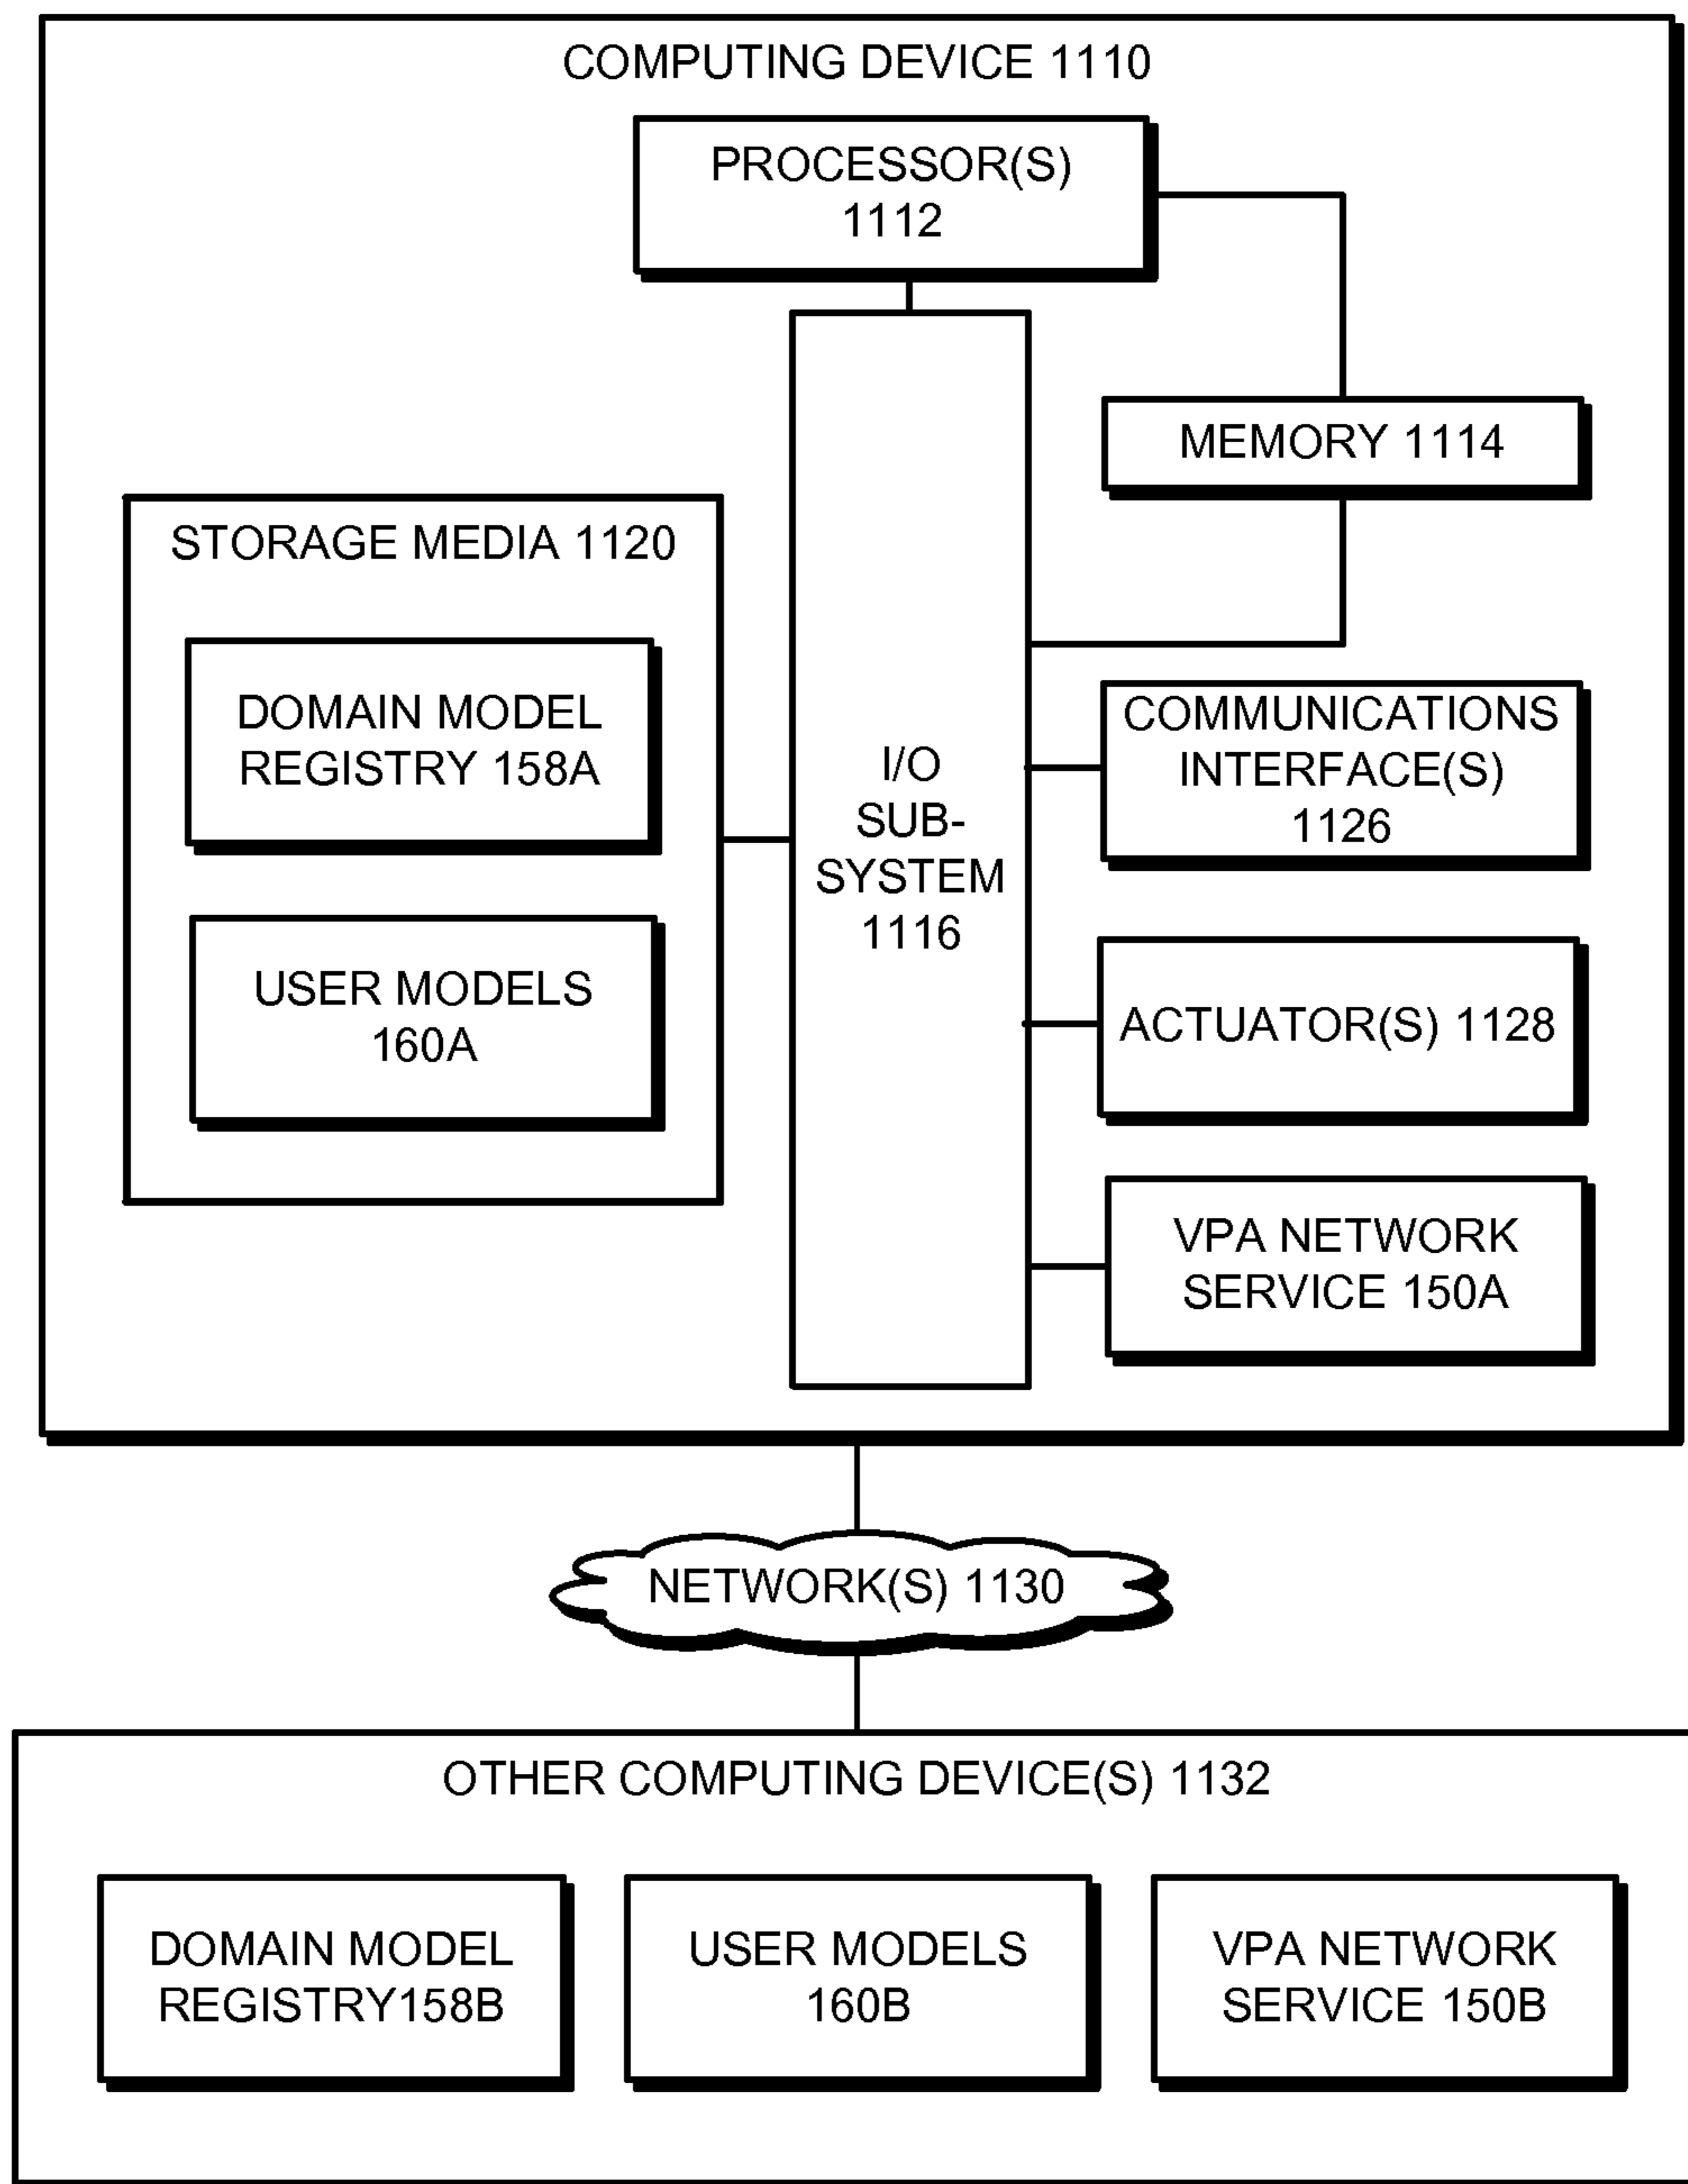 COMPUTING DEVICE 1110
PROCESSOR(S)
1112
MEMORY 1114
STORAGE MEDIA 1120
DOMAIN MODEL
REGISTRY 158A
USER MODELS
160A
I/O
SUB-
SYSTEM
1116
COMMUNICATIONS
INTERFACE(S)
1126
ACTUATOR(S) 1128
VPA NETWORK
SERVICE 150A
NETWORK(S) 1130
OTHER COMPUTING DEVICE(S) 1132
DOMAIN MODEL
REGISTRY158B
USER MODELS
160B
VPA NETWORK
SERVICE 150B